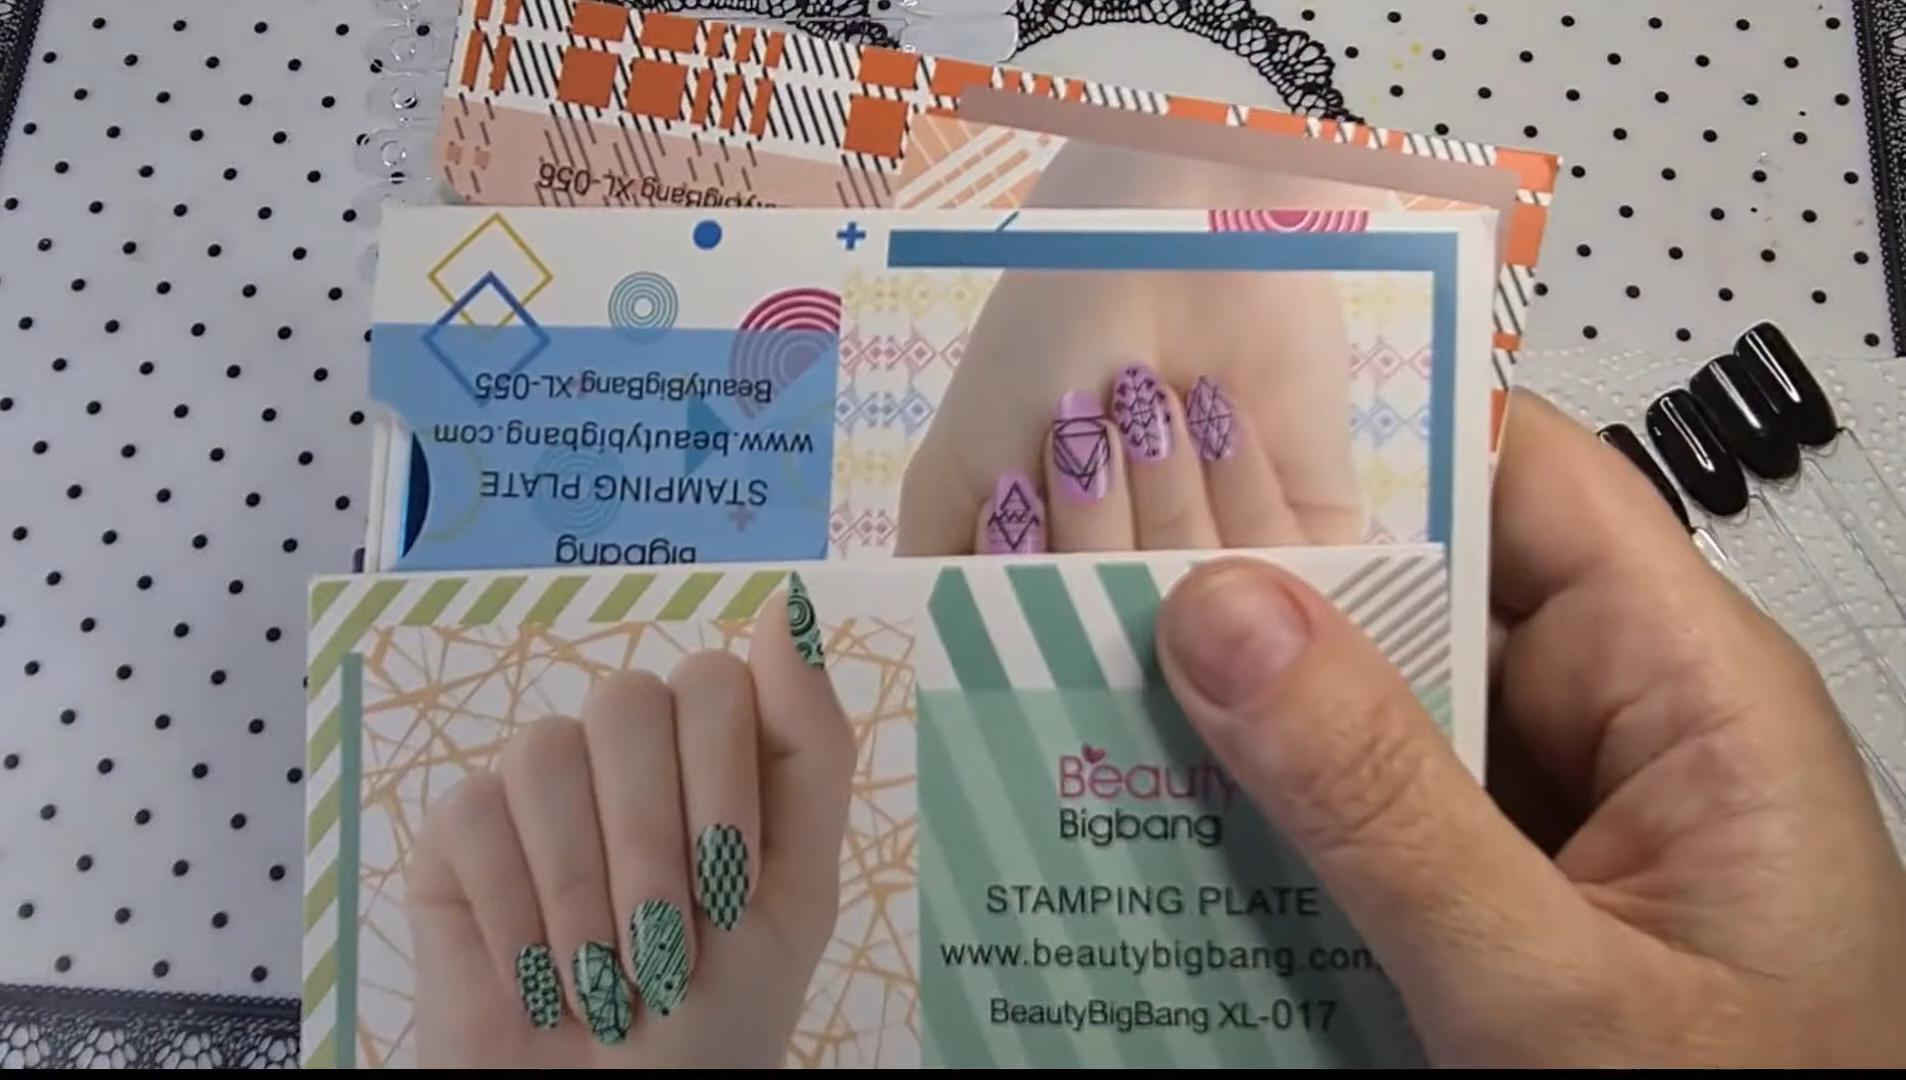 BeautyBigBang XL-056
BeautyBigBang XL-055
www.beautybigbang.com
STAMPING PLATE
Bigbang
Beauty
Bigbang
STAMPING PLATE
www.beautybigbang.com
BeautyBigBang XL-017